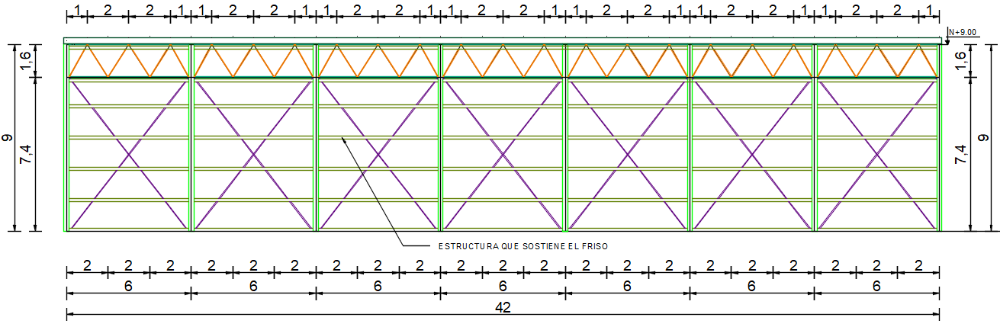 1 2 2 1 1 2 2 1 1 2 2 1 1 2 2 1 1 2 2 1 1 2 2 1 1 2 2 1
N+9.00
1,6 1,6
9 7,4 7,4 9
ESTRUCTURA QUE SOSTIENE EL FRISO
2 2 2 2 2 2 2 2 2 2 2 2 2 2 2 2 2 2 2 2 2
6 6 6 6 6 6 6
42